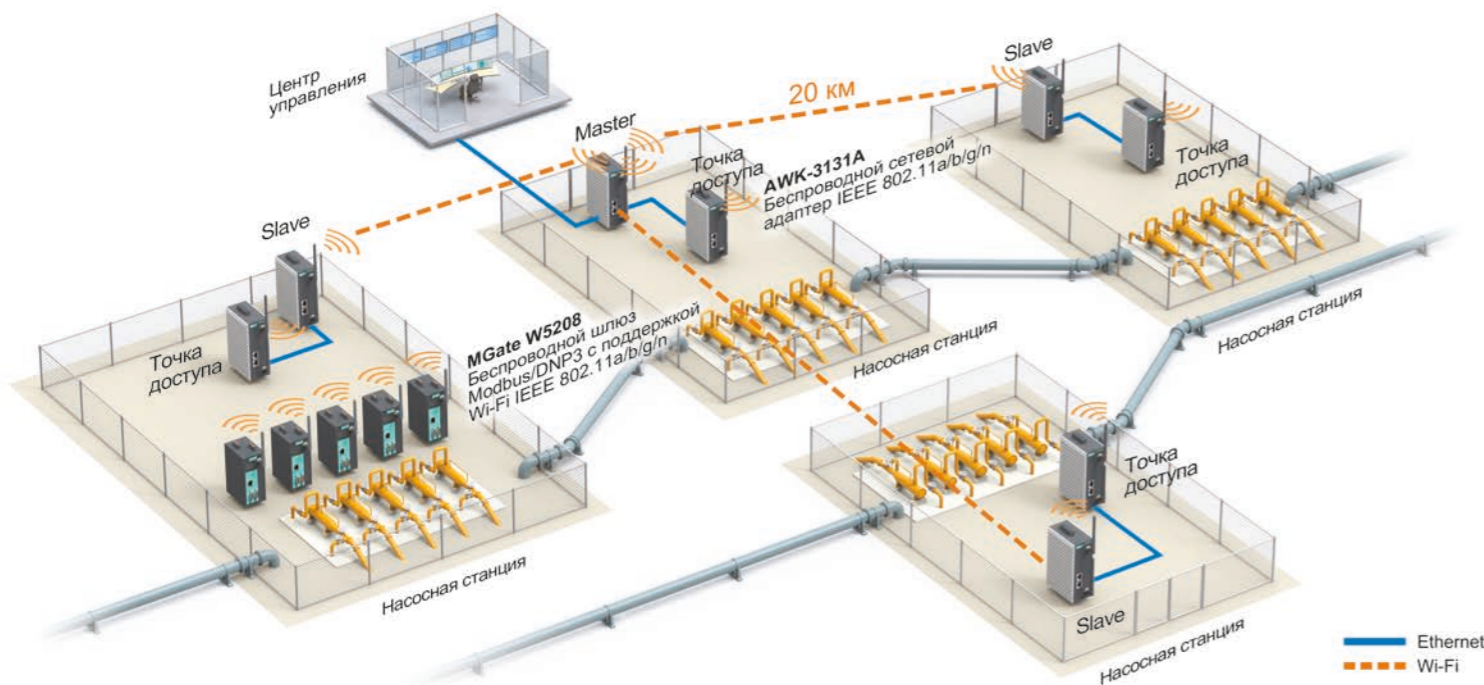 Центр
управления
Master
20 км
Slave
Точка
доступа
AWK-3131A
Беспроводной сетевой
адаптер IEEE 802.11a/b/g/n
Точка
доступа
Slave
Точка
доступа
MGate W5208
Беспроводной шлюз
Modbus/DNP3 с поддержкой
Wi-Fi IEEE 802.11a/b/g/n
Насосная станция
Насосная станция
Насосная станция
Точка
доступа
Slave
Насосная станция
Ethernet
Wi-Fi